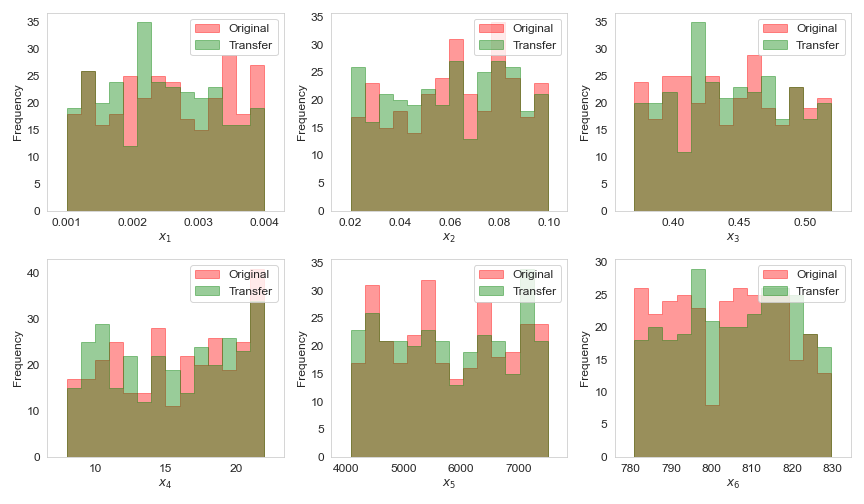 35
30
25
20
15
10
5
0
Frequency
Original
Transfer
0.001 0.002 0.003 0.004
x1
35
30
25
20
15
10
5
0
Frequency
Original
Transfer
0.02 0.04 0.06 0.08 0.10
x2
35
30
25
20
15
10
5
0
Frequency
Original
Transfer
0.40 0.45 0.50
x3
40
30
20
10
0
Frequency
Original
Transfer
10 15 20
x4
35
30
25
20
15
10
5
0
Frequency
Original
Transfer
4000 5000 6000 7000
x5
30
25
20
15
10
5
0
Frequency
Original
Transfer
780 790 800 810 820 830
x6